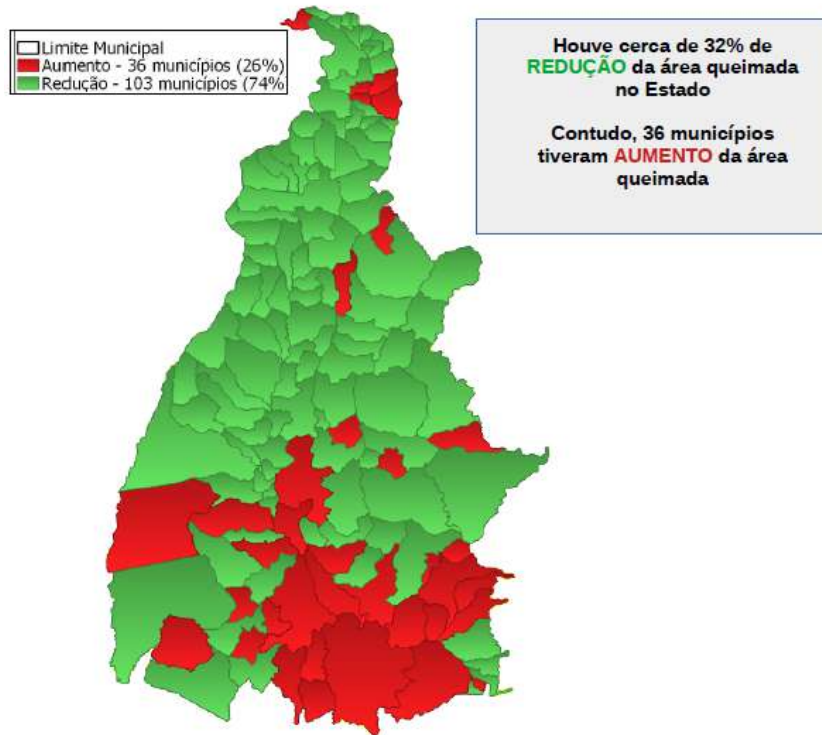 Limite Municipal
Aumento - 36 municípios (26%)
Redução - 103 municípios (74%
Houve cerca de 32% de
REDUÇÃO da área queimada
no Estado
Contudo, 36 municípios
tiveram AUMENTO da área
queimada